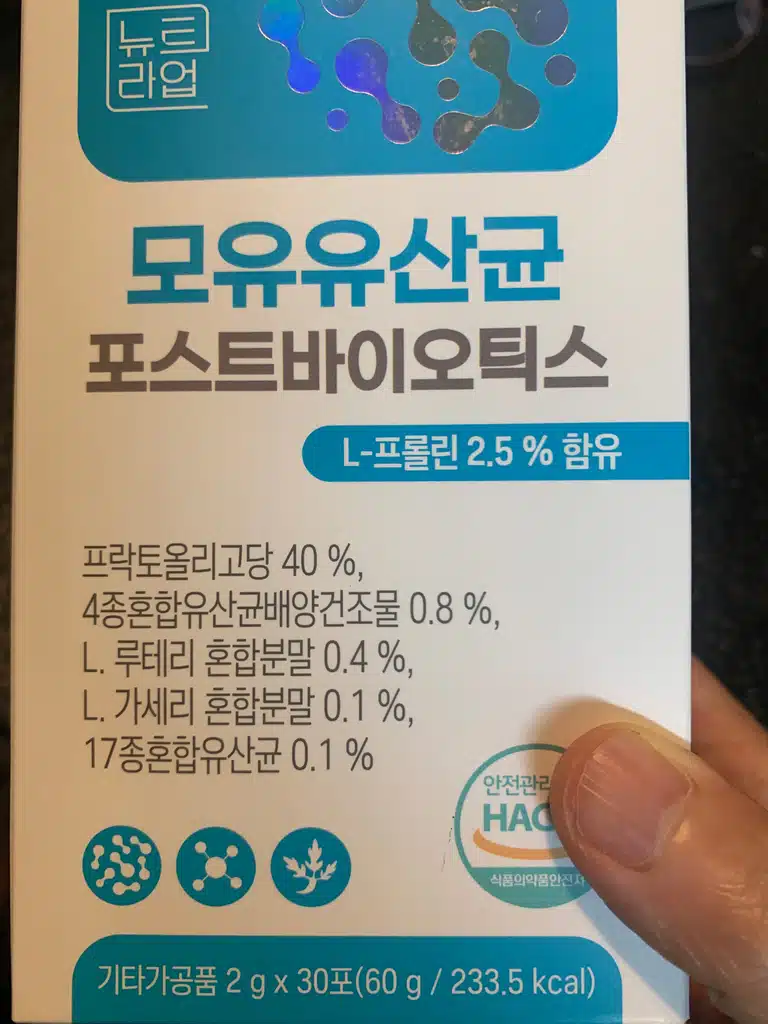 뉴트
라업
모유유산균
포스트바이오틱스
L-프롤린 2.5 % 함유
프락토올리고당 40 %,
4종혼합유산균배양건조물 0.8 %,
L. 루테리 혼합분말 0.4 %,
L. 가세리 혼합분말 0.1 %,
17종혼합유산균 0.1 %
식품의약품안전처
기타가공품 2 g x 30포(60 g / 233.5 kcal)